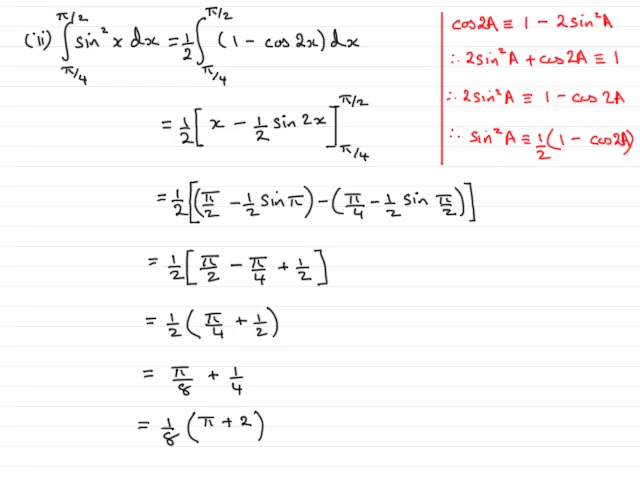 (ii) ∫_{π/4}^{π/2} sin²x dx = 1/2 ∫_{π/4}^{π/2} (1 − cos 2x) dx
= 1/2 [x − 1/2 sin 2x]_{π/4}^{π/2}
= 1/2 [(π/2 − 1/2 sin π) − (π/4 − 1/2 sin π/2)]
= 1/2 [π/2 − π/4 + 1/2]
= 1/2 (π/4 + 1/2)
= π/8 + 1/4
= 1/8 (π + 2)
cos2A ≡ 1 − 2sin²A
∴ 2sin²A + cos2A ≡ 1
∴ 2sin²A ≡ 1 − cos2A
∴ sin²A ≡ 1/2 (1 − cos2A)